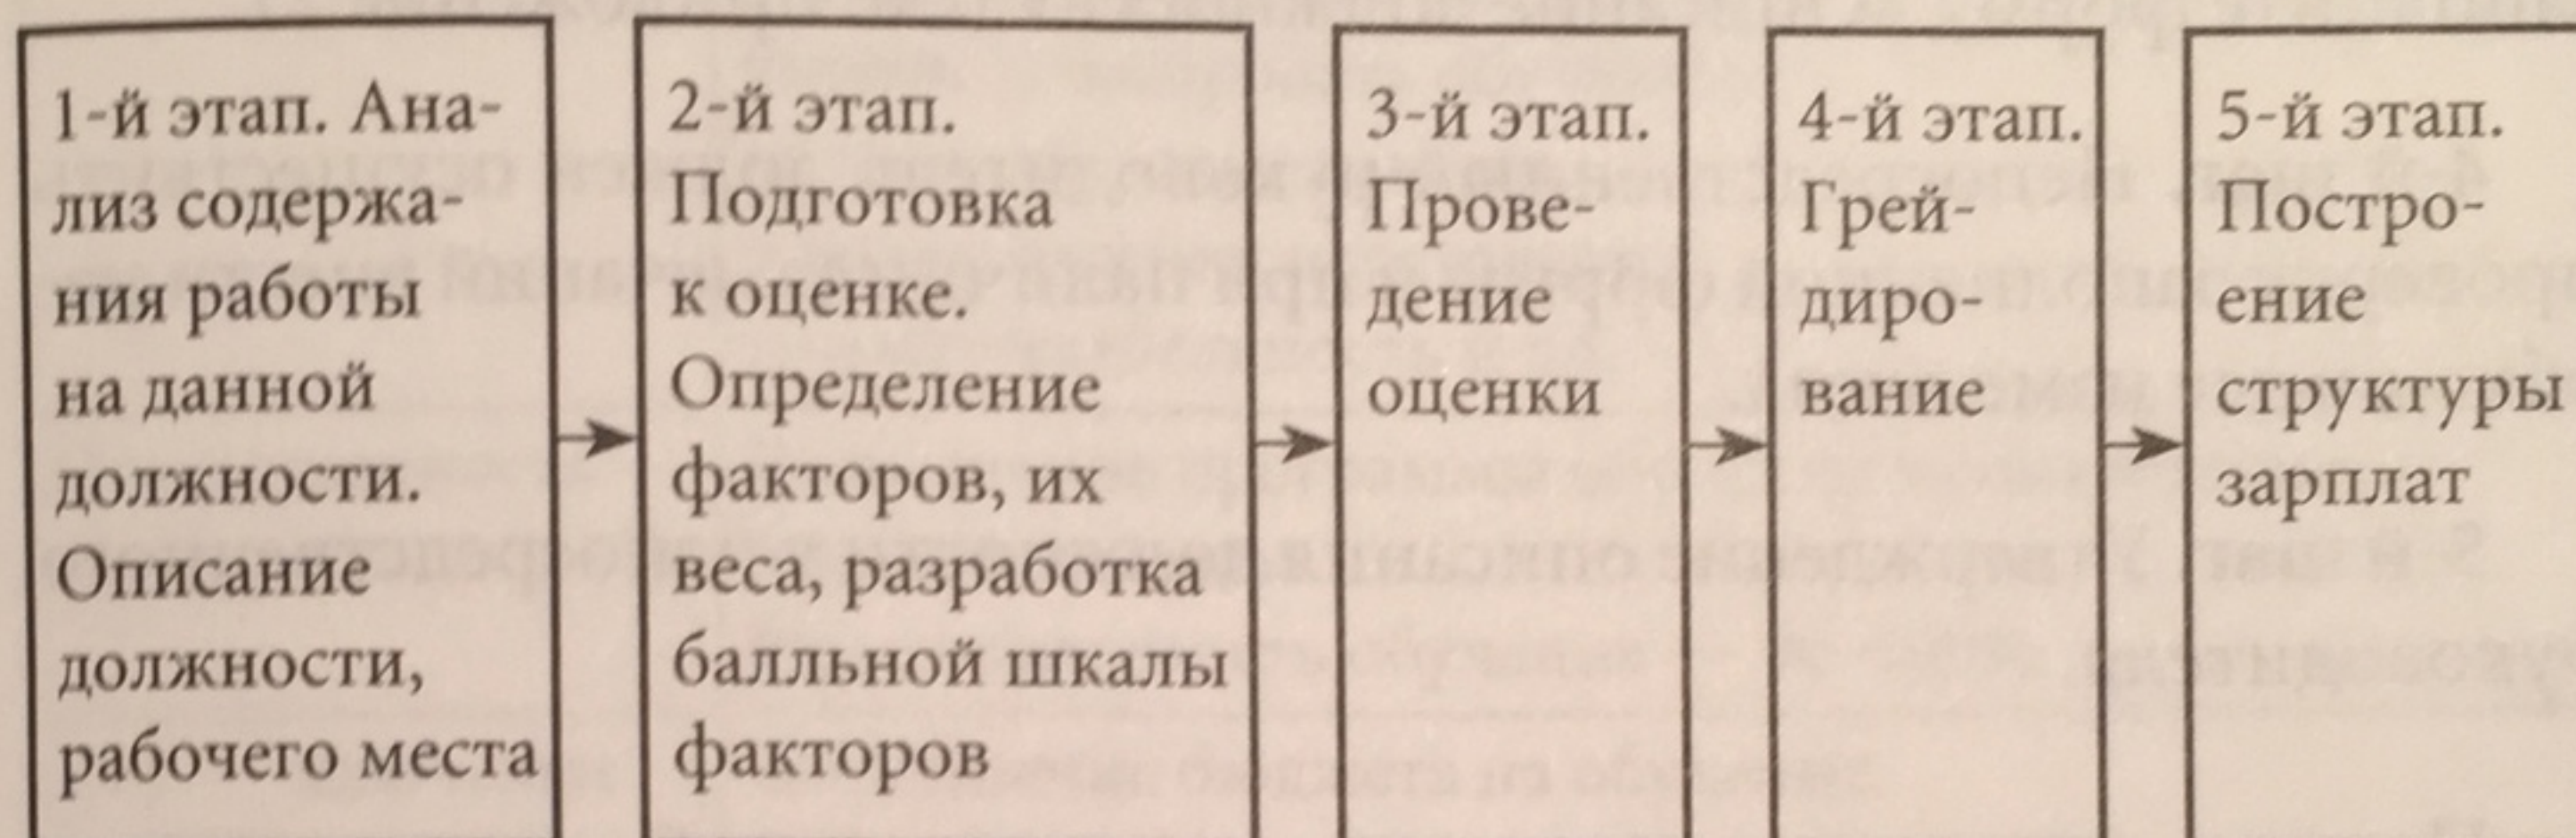 1-й этап. Ана-
лиз содержа-
ния работы
на данной
должности.
Описание
должности,
рабочего места
2-й этап.
Подготовка
к оценке.
Определение
факторов, их
веса, разработка
балльной шкалы
факторов
3-й этап.
Прове-
дение
оценки
4-й этап.
Грей-
диро-
вание
5-й этап.
Постро-
ение
структуры
зарплат